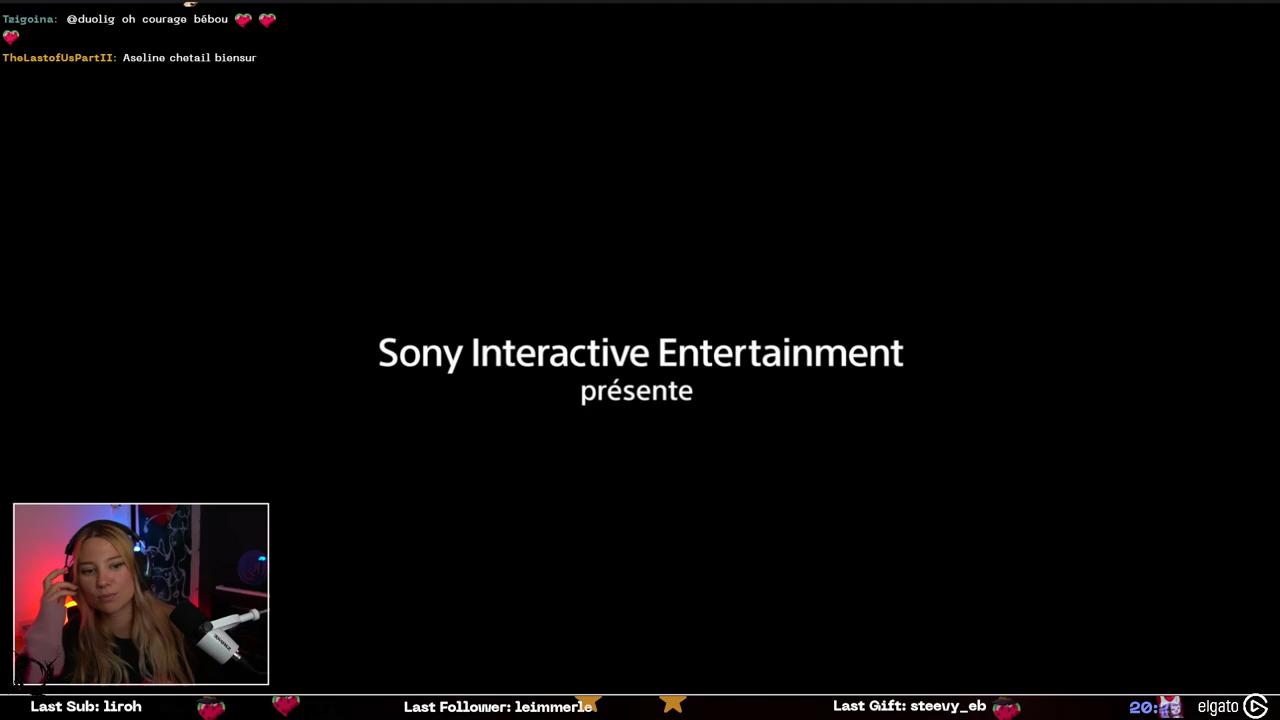 Tzigoina: @duolig oh courage bébou
TheLastofUsPartII: Aseline chetail biensur
Sony Interactive Entertainment
présente
Last Sub: liroh
Last Follower: leimmerle
Last Gift: steevy_eb
20:
elgato